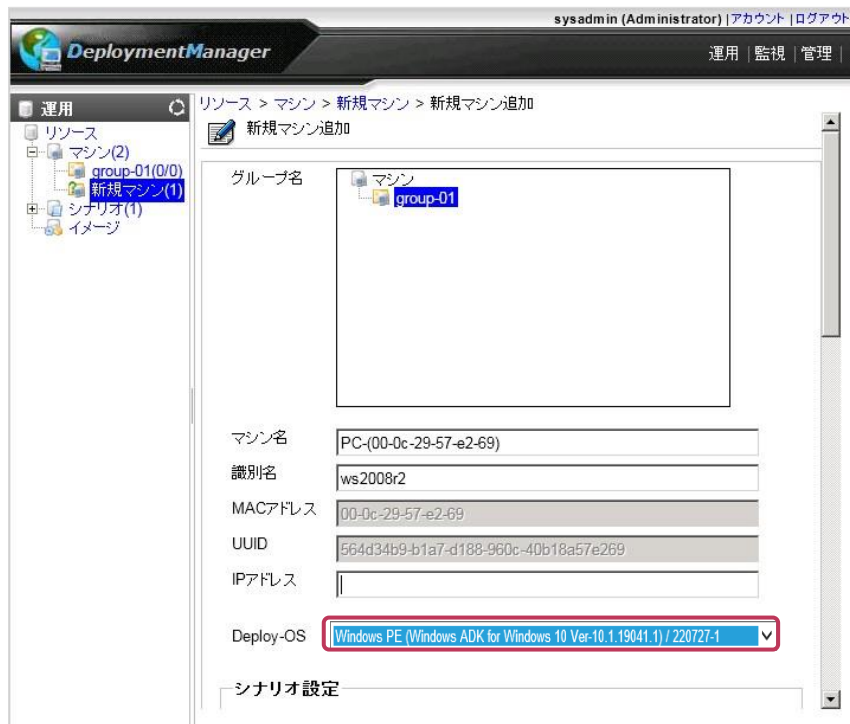 sysadmin (Administrator) | アカウント | ログアウト
DeploymentManager
運用 | 監視 | 管理 |
運用
リソース
マシン(2)
group-01(0/0)
新規マシン(1)
シナリオ(1)
イメージ
リソース > マシン > 新規マシン > 新規マシン追加
新規マシン追加
グループ名
マシン
group-01
マシン名 PC-(00-0c-29-57-e2-69)
識別名 ws2008r2
MACアドレス 00-0c-29-57-e2-69
UUID 564d34b9-b1a7-d188-960c-40b18a57e269
IPアドレス
Deploy-OS Windows PE (Windows ADK for Windows 10 Ver-10.1.19041.1) / 220727-1
シナリオ設定